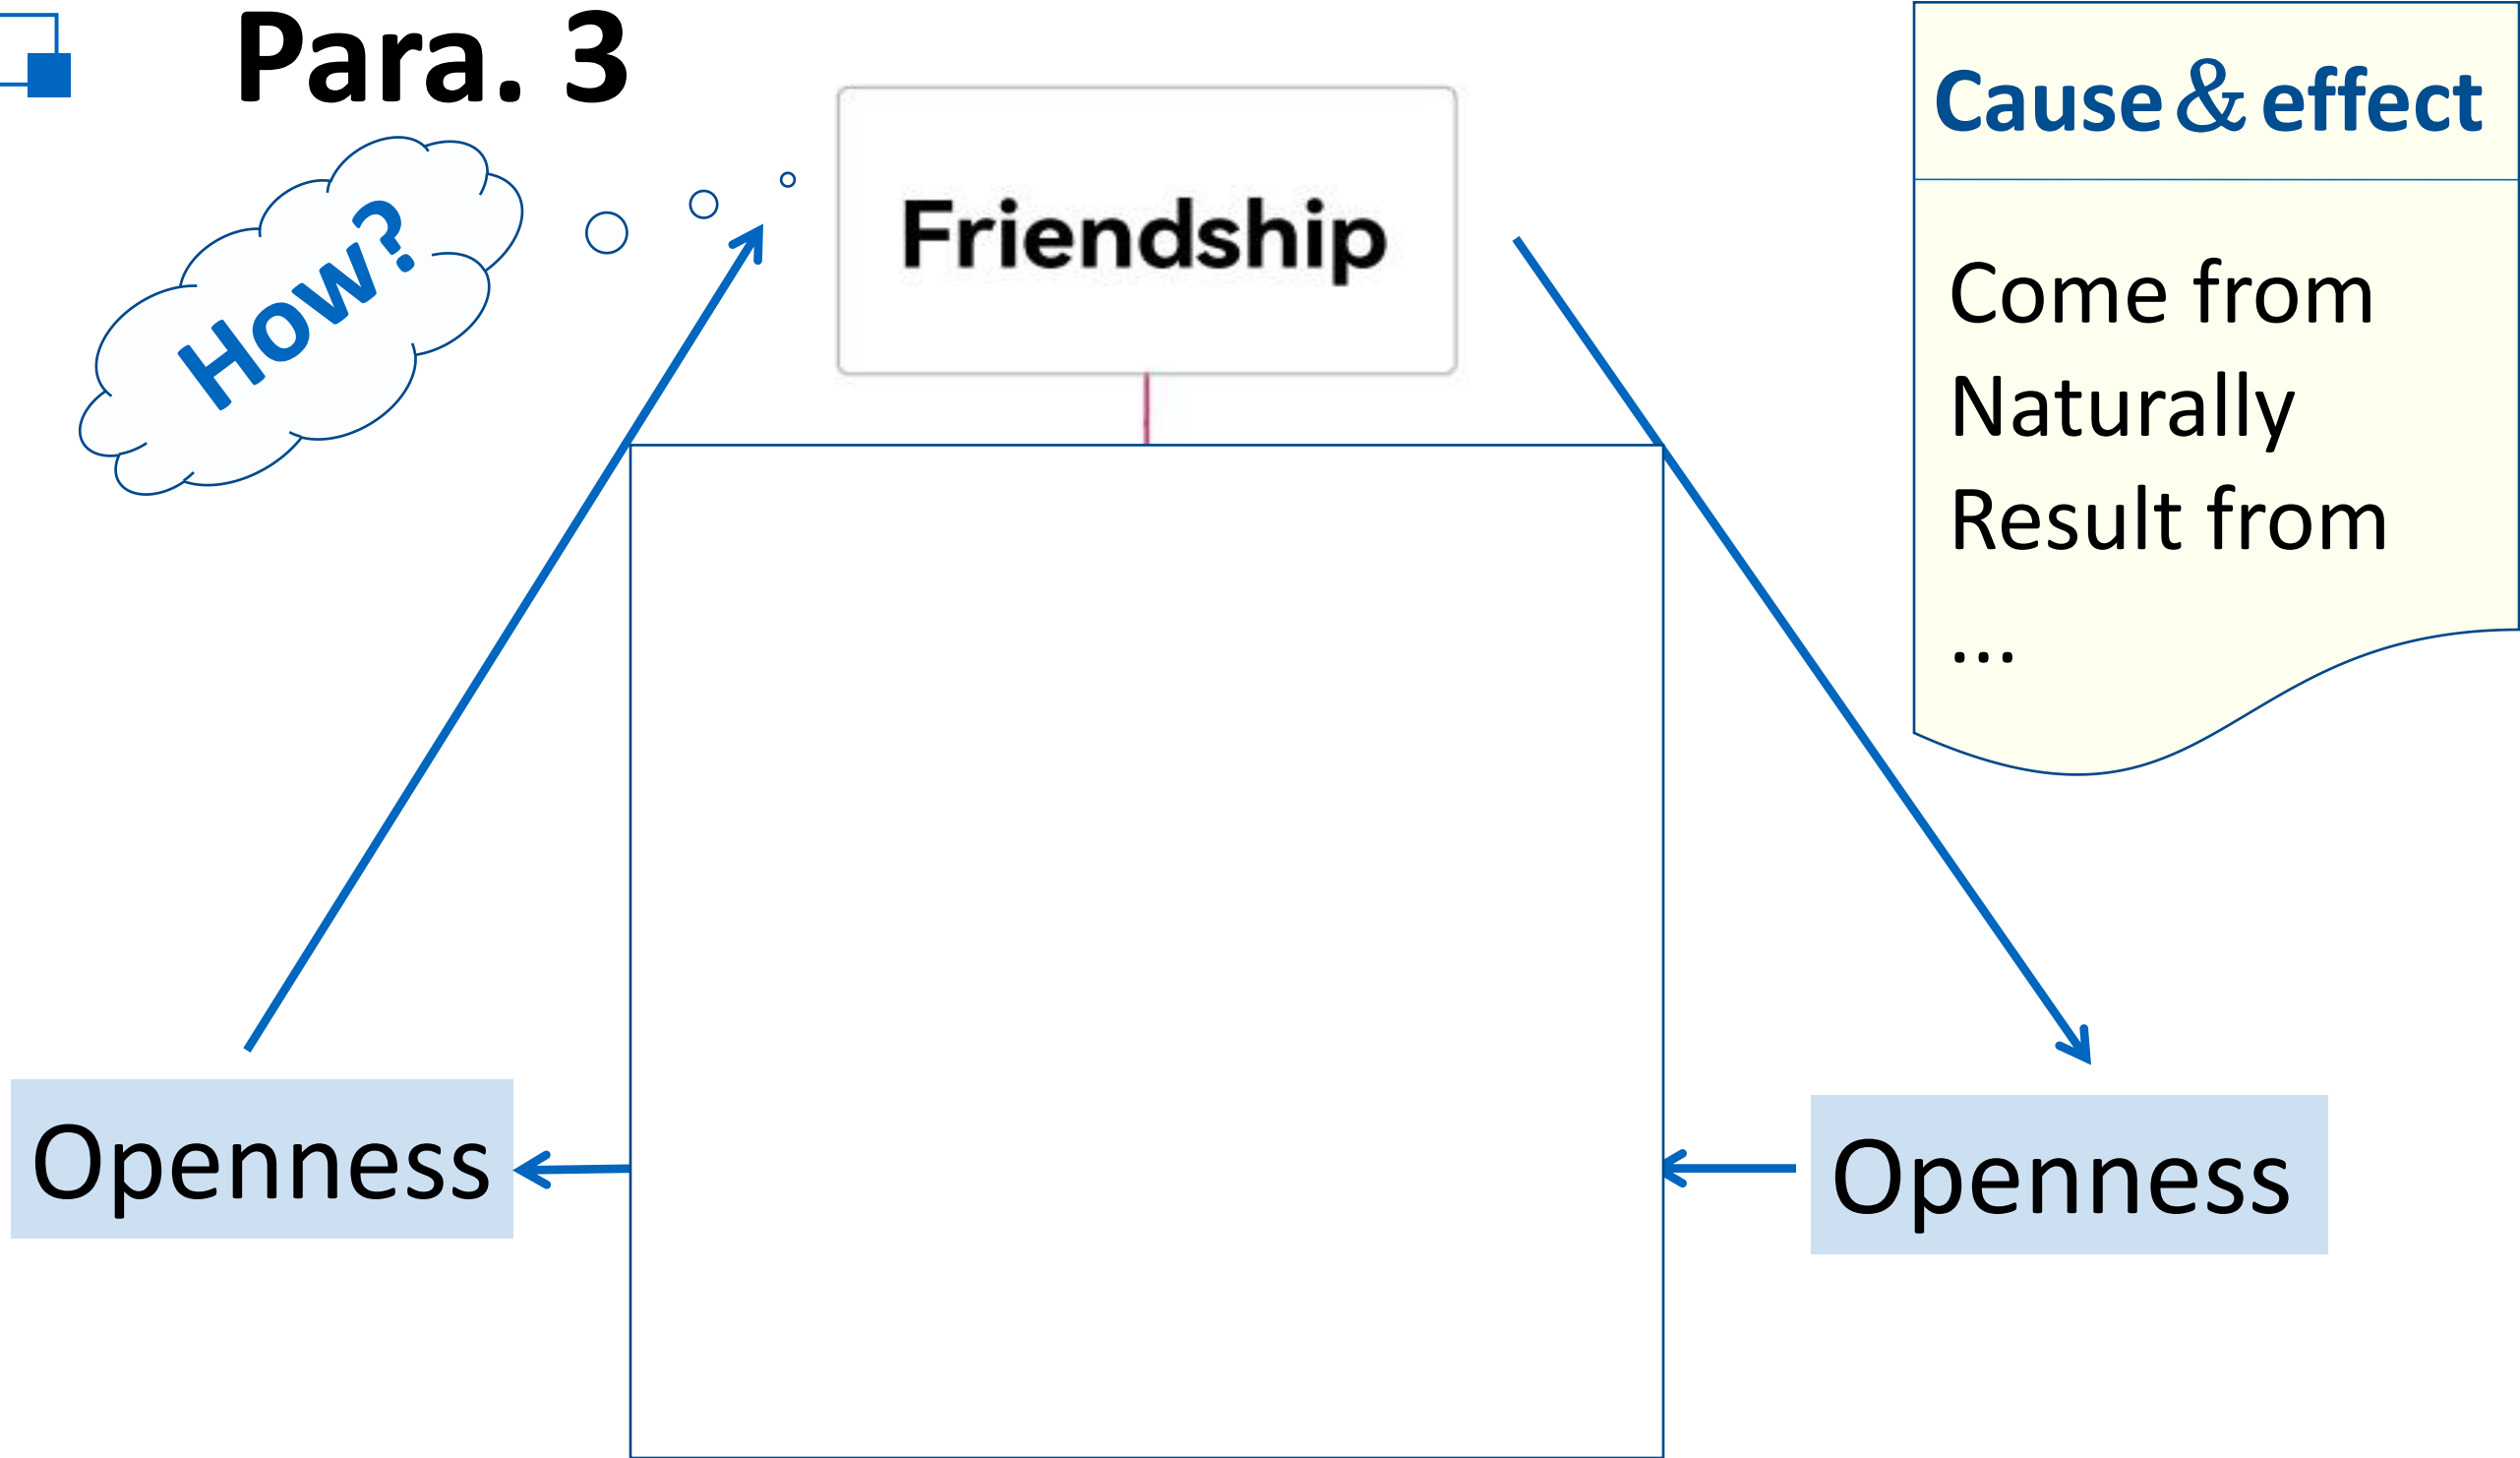 Para. 3
How?
Friendship
Cause & effect
Come from
Naturally
Result from
...
Openness
Openness